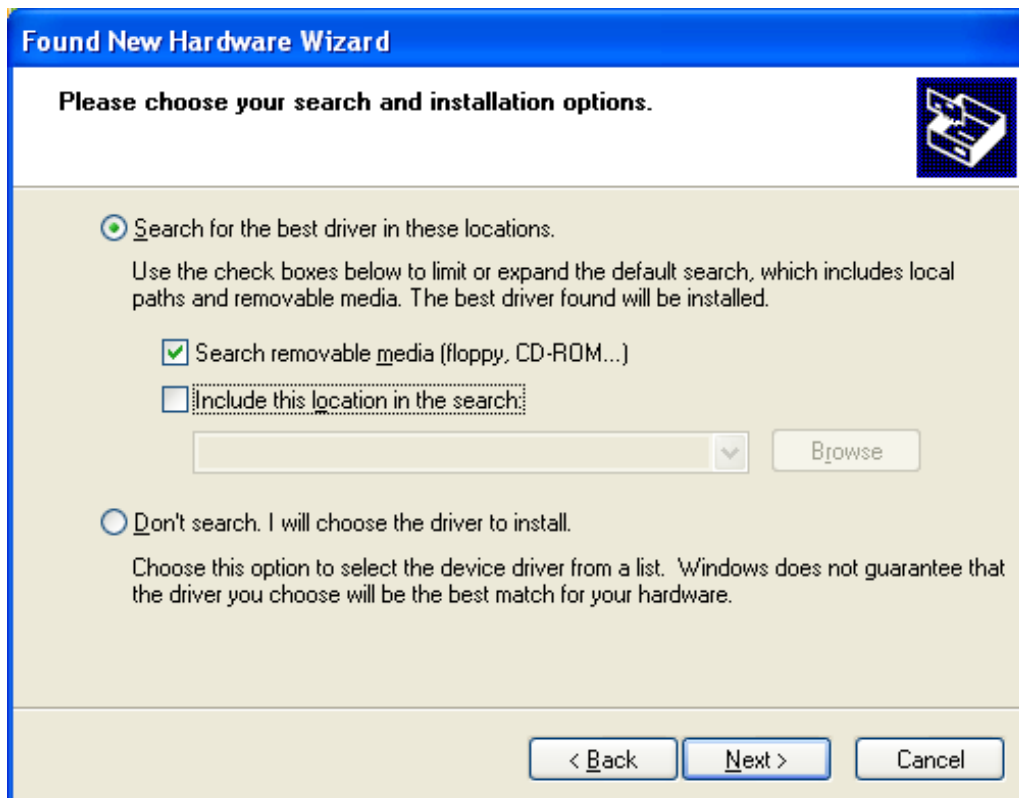 Found New Hardware Wizard
Please choose your search and installation options.
Search for the best driver in these locations.
Use the check boxes below to limit or expand the default search, which includes local
paths and removable media. The best driver found will be installed.
Search removable media (floppy, CD-ROM...)
Include this location in the search:
Browse
Don't search. I will choose the driver to install.
Choose this option to select the device driver from a list.  Windows does not guarantee that
the driver you choose will be the best match for your hardware.
< Back Next > Cancel